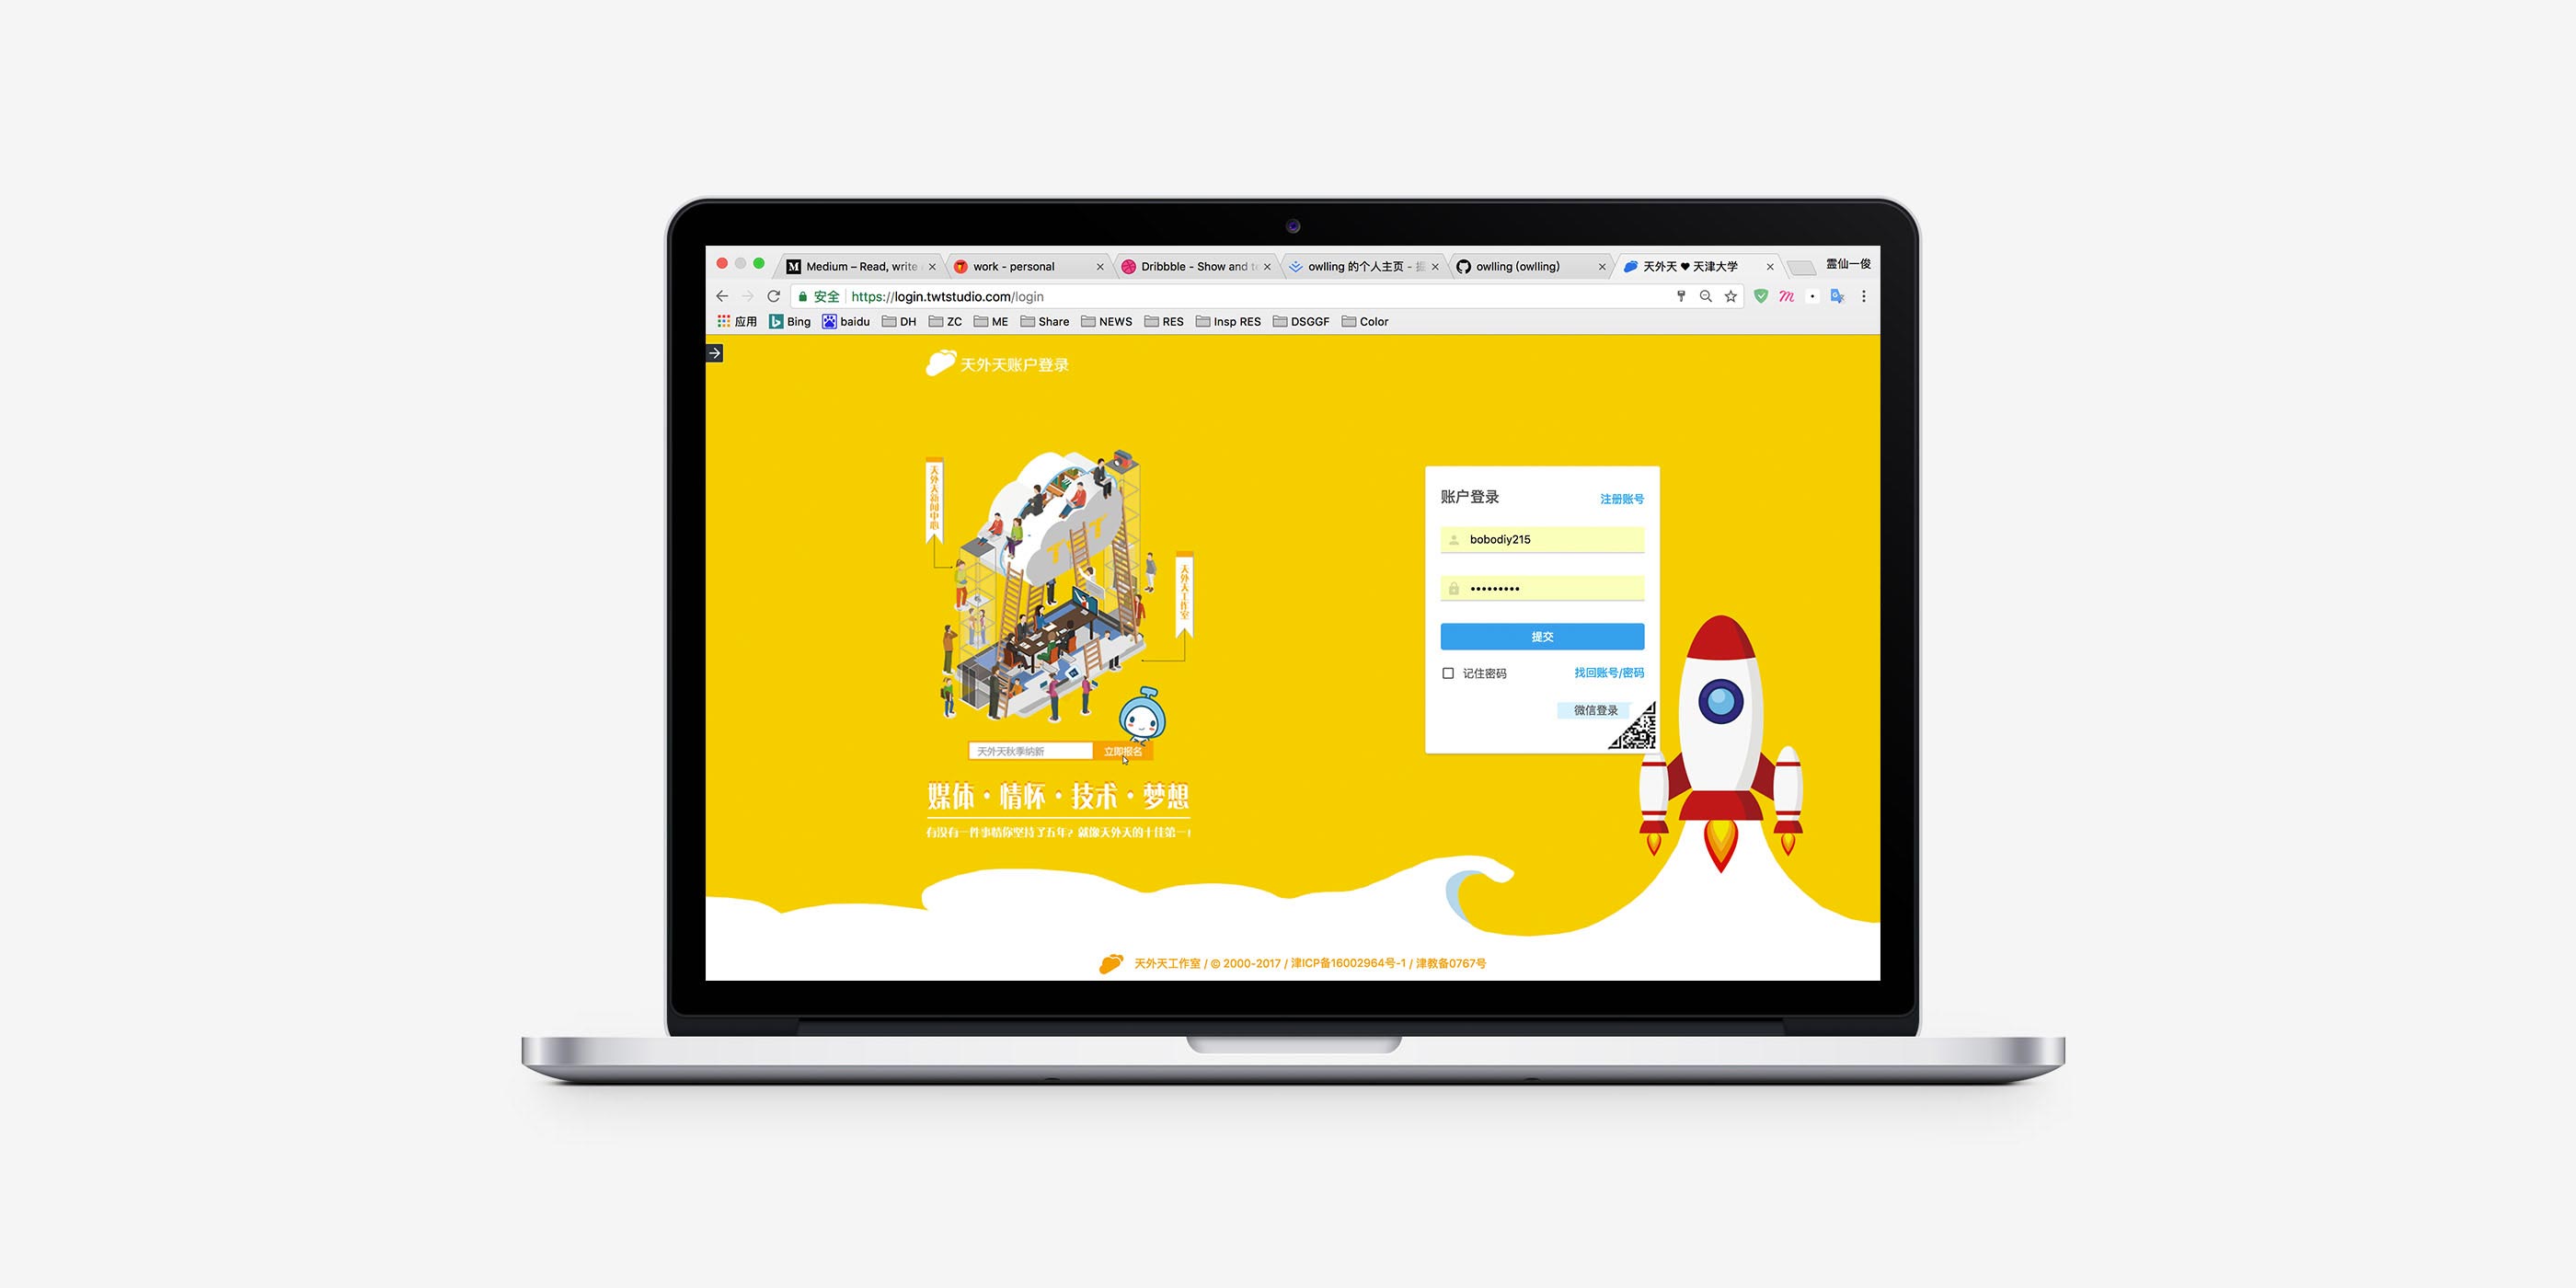 Medium – Read, write
work - personal
Dribbble - Show and t
owlling 的个人主页 - 掘
owlling (owlling)
天外天 ♥ 天津大学
霊仙一俊
安全
https://login.twtstudio.com/login
应用
Bing
baidu
DH
ZC
ME
Share
NEWS
RES
Insp RES
DSGGF
Color
天外天账户登录
天外天新闻中心
TWT
天外天工作室
天外天秋季纳新
立即报名
媒体·情怀·技术·梦想
有没有一件事情你坚持了五年？就像天外天的十佳第一！
账户登录
注册账号
bobodiy215
•••••••••
提交
记住密码
找回账号/密码
微信登录
天外天工作室 / © 2000-2017 / 津ICP备16002964号-1 / 津教备0767号